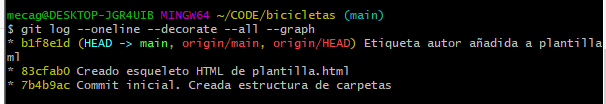 mecag@DESKTOP-JGR4UIB MINGW64 ~/CODE/bicicletas (main)
$ git log --oneline --decorate --all --graph
* b1f8e1d (HEAD -> main, origin/main, origin/HEAD) Etiqueta autor añadida a plantilla
ml
* 83cfab0 Creado esqueleto HTML de plantilla.html
* 7b4b9ac Commit inicial. Creada estructura de carpetas